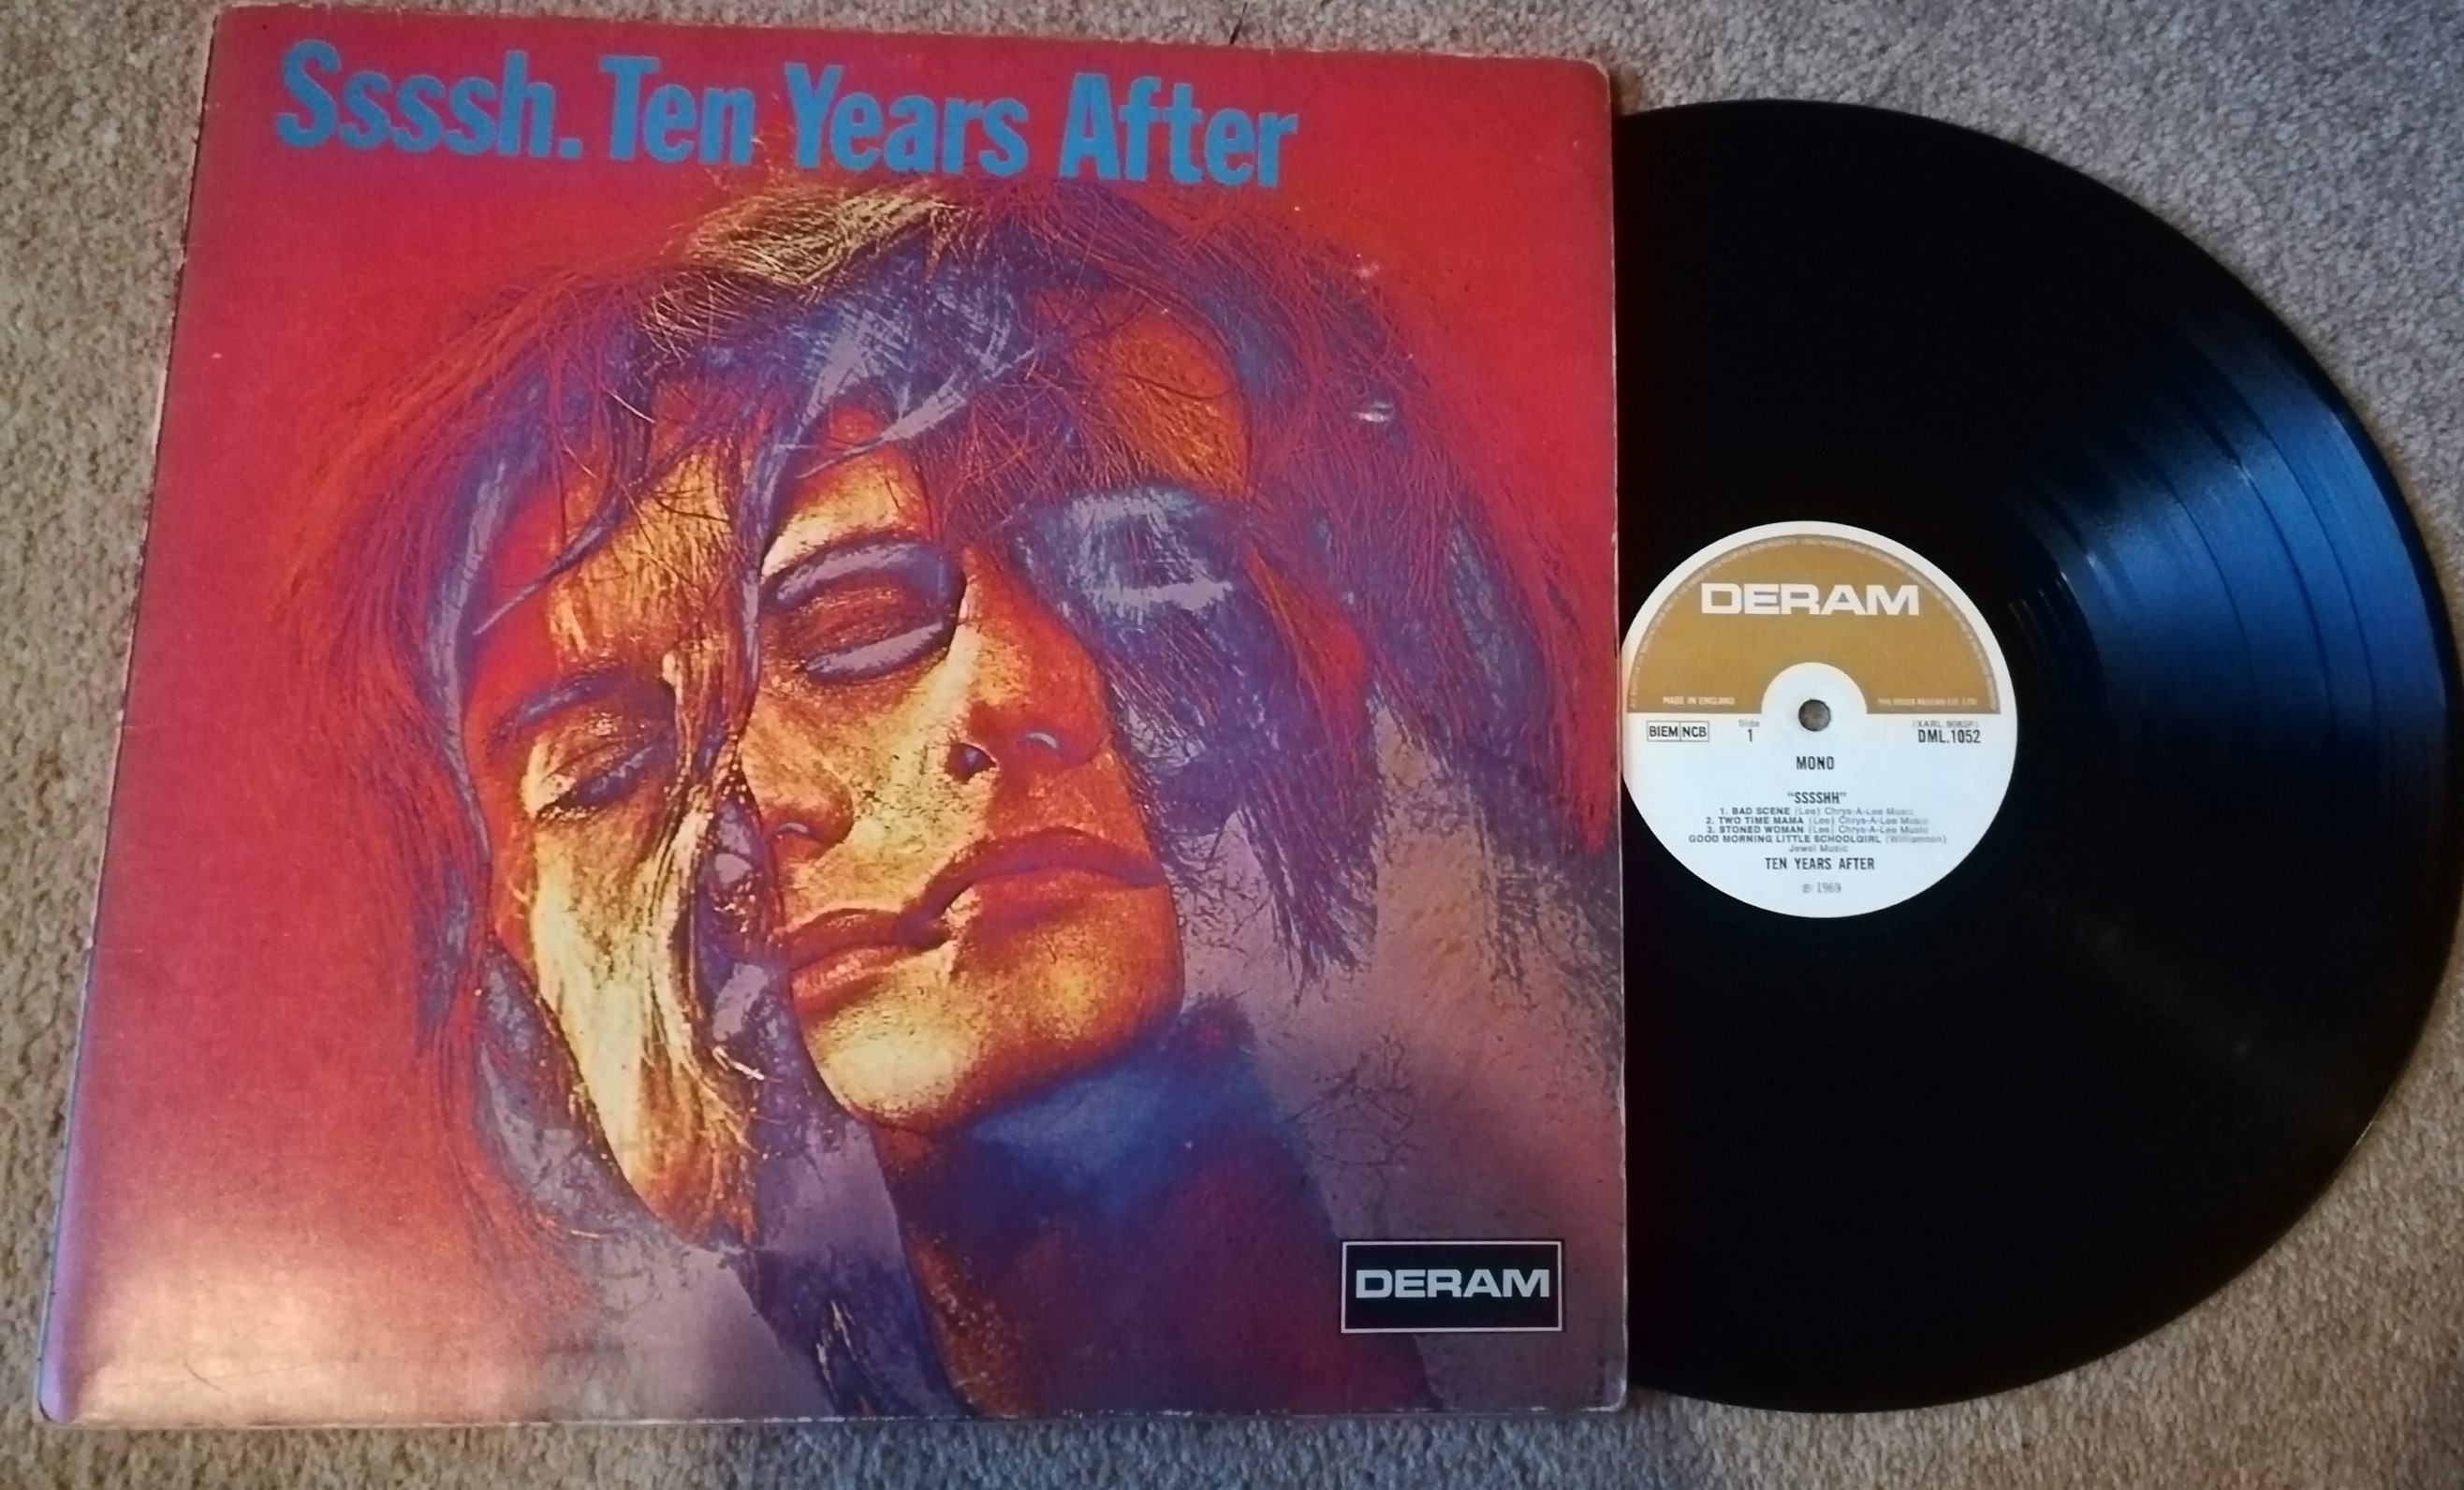 Ssssh. Ten Years After
DERAM
DERAM
MADE IN ENGLAND
THE DECCA RECORD CO. LTD.
BIEM NCB
Side
1
(XARL.9083P)
DML.1052
MONO
"SSSSHH"
1. BAD SCENE (Lee) Chrys-A-Lee Music
2. TWO TIME MAMA (Lee) Chrys-A-Lee Music
3. STONED WOMAN (Lee) Chrys-A-Lee Music
GOOD MORNING LITTLE SCHOOLGIRL (Williamson)
Jewel Music
TEN YEARS AFTER
℗ 1969